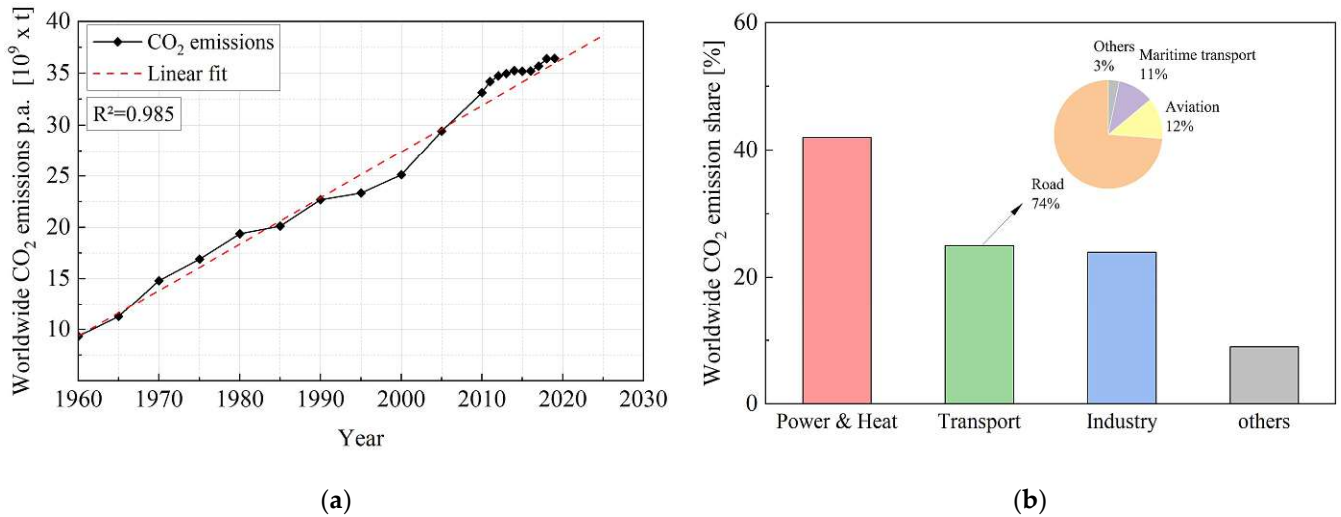 Worldwide CO₂ emissions p.a. [10⁹ x t]
40
35
30
25
20
15
10
CO₂ emissions
Linear fit
R²=0.985
1960 1970 1980 1990 2000 2010 2020 2030
Year
(a)
Worldwide CO₂ emission share [%]
60
40
20
0
Others
3%
Maritime transport
11%
Aviation
12%
Road
74%
Power & Heat Transport Industry others
(b)